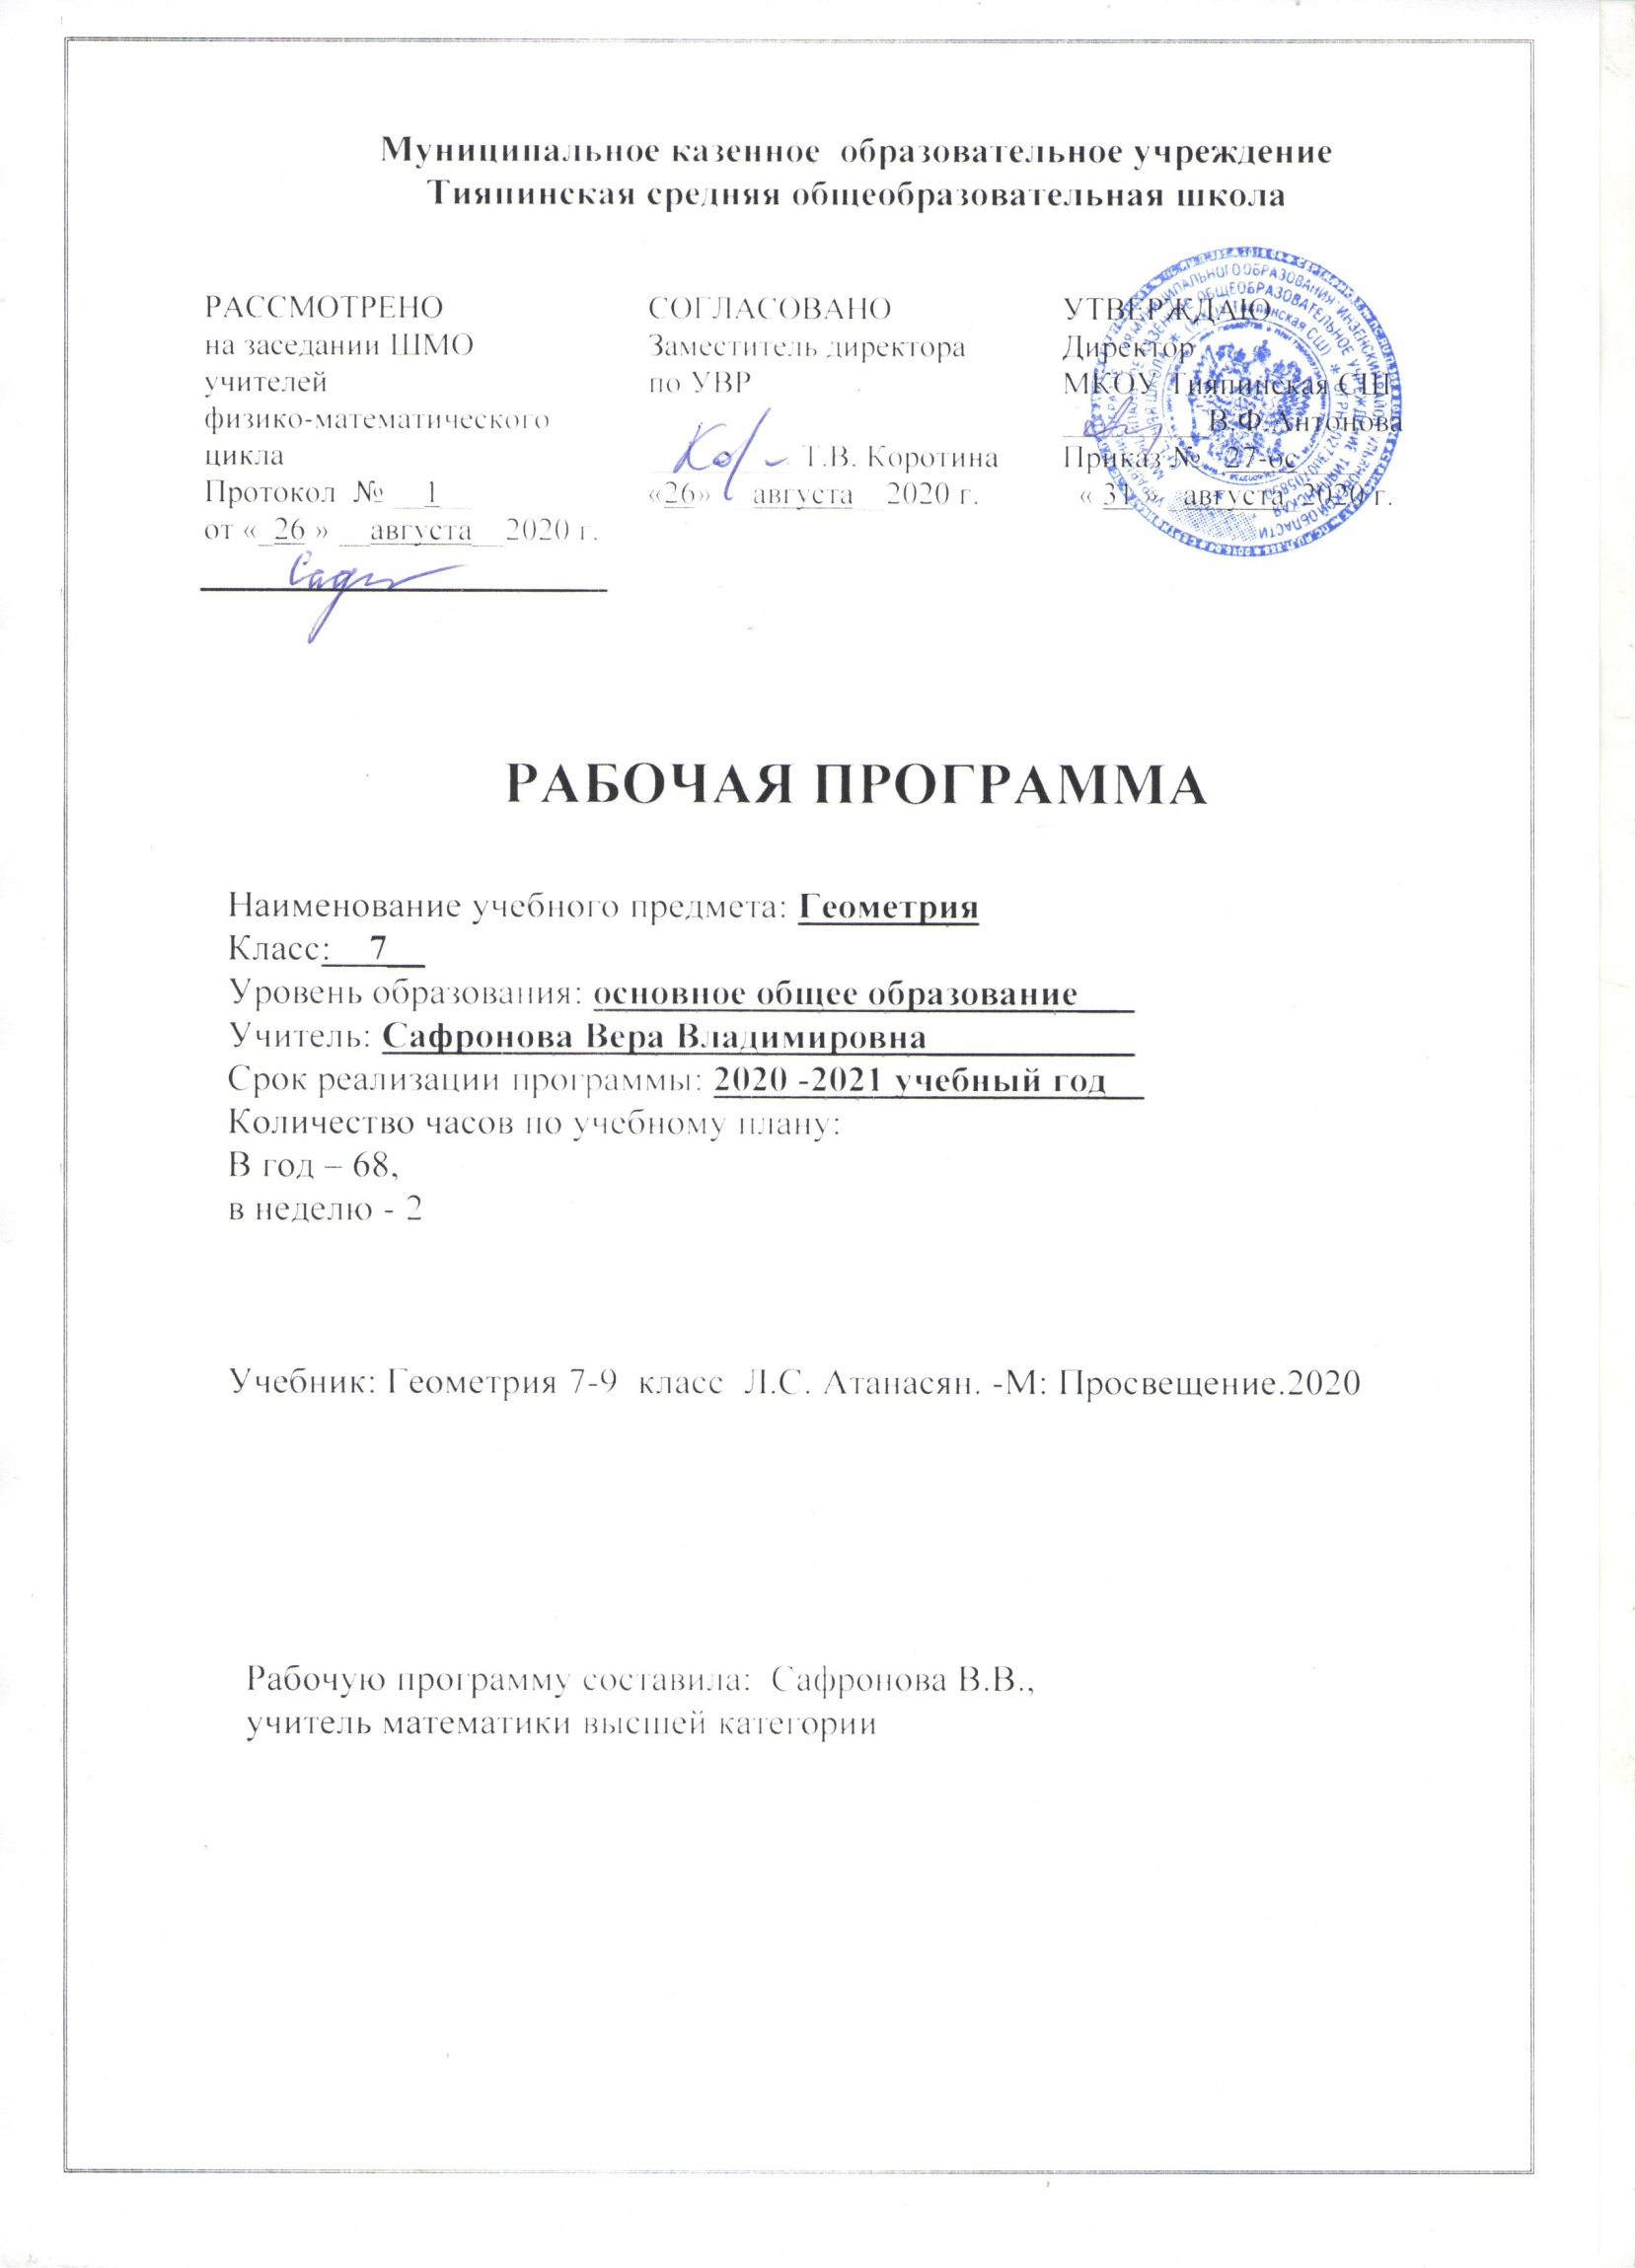 Муниципальное казенное образовательное учреждение
Тияпинская средняя общеобразовательная школа
РАССМОТРЕНО
на заседании ШМО
учителей
физико-математического
цикла
Протокол № 1
от « 26 » августа 2020 г.
СОГЛАСОВАНО
Заместитель директора
по УВР
Т.В. Коротина
«26» августа 2020 г.
УТВЕРЖДАЮ
Директор
МКОУ Тияпинская СШ
В.Ф.Антонова
Приказ № 27-ос
« 31 » августа 2020 г.
РАБОЧАЯ ПРОГРАММА
Наименование учебного предмета: Геометрия
Класс: 7
Уровень образования: основное общее образование
Учитель: Сафронова Вера Владимировна
Срок реализации программы: 2020 -2021 учебный год
Количество часов по учебному плану:
В год – 68,
в неделю - 2
Учебник: Геометрия 7-9 класс Л.С. Атанасян. -М: Просвещение.2020
Рабочую программу составила: Сафронова В.В.,
учитель математики высшей категории